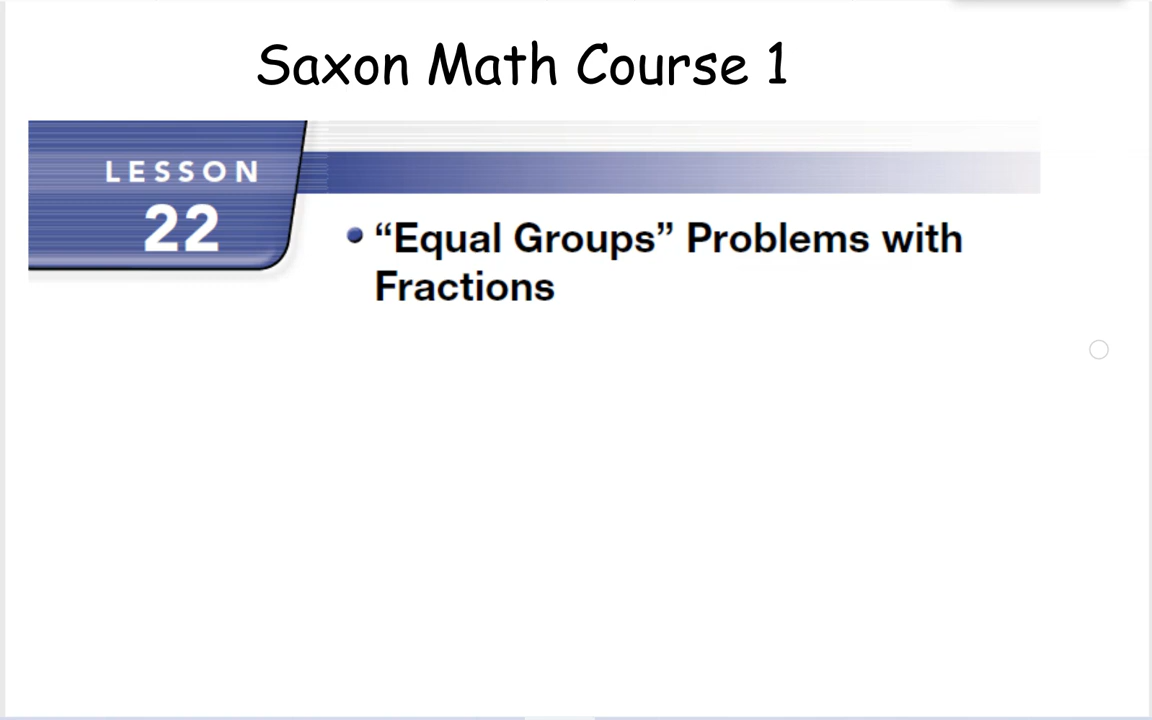 Saxon Math Course 1
LESSON
22
• “Equal Groups” Problems with
Fractions